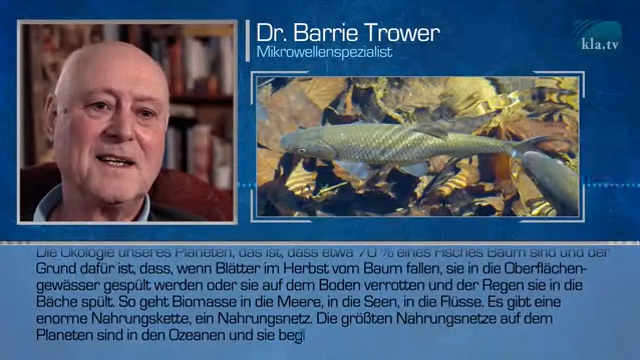 Dr. Barrie Trower
Mikrowellenspezialist
kla.tv
Die Ökologie unseres Planeten, das ist, dass etwa 70 % eines Fisches Baum sind und der
Grund dafür ist, dass, wenn Blätter im Herbst vom Baum fallen, sie in die Oberflächen-
gewässer gespült werden oder sie auf dem Boden verrotten und der Regen sie in die
Bäche spült. So geht Biomasse in die Meere, in die Seen, in die Flüsse. Es gibt eine
enorme Nahrungskette, ein Nahrungsnetz. Die größten Nahrungsnetze auf dem
Planeten sind in den Ozeanen und sie begi